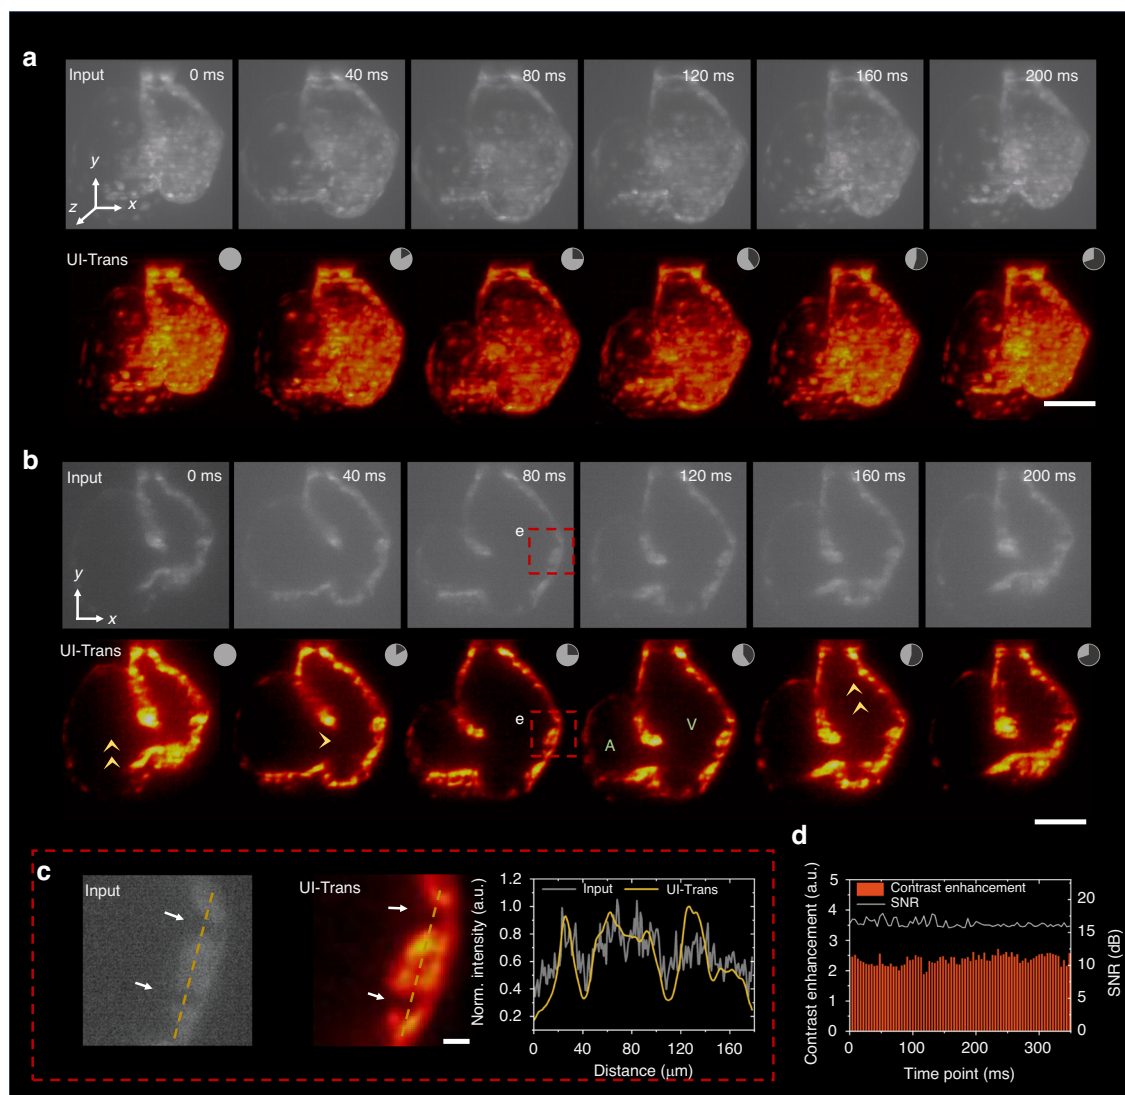 a
Input
0 ms
40 ms
80 ms
120 ms
160 ms
200 ms
y
z
x
UI-Trans
b
Input
0 ms
40 ms
80 ms
120 ms
160 ms
200 ms
e
y
x
UI-Trans
e
A
V
c
Input
UI-Trans
Norm. intensity (a.u.)
1.2
1.0
0.8
0.6
0.4
0.2
Input
UI-Trans
0
40
80
120
160
Distance (μm)
d
Contrast enhancement (a.u.)
5
4
3
2
1
0
Contrast enhancement
SNR
20
15
10
5
0
SNR (dB)
0
100
200
300
Time point (ms)